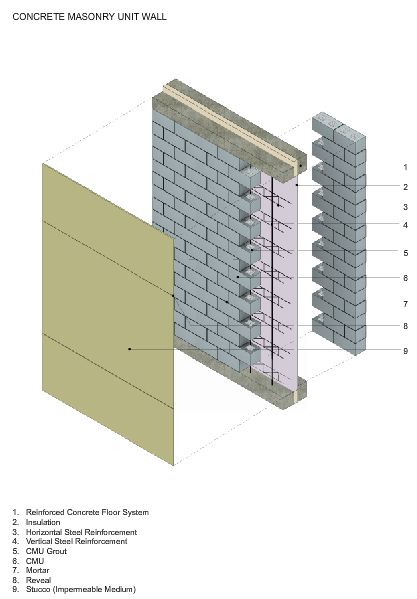 CONCRETE MASONRY UNIT WALL
1
2
3
4
5
6
7
8
9
1. Reinforced Concrete Floor System
2. Insulation
3. Horizontal Steel Reinforcement
4. Vertical Steel Reinforcement
5. CMU Grout
6. CMU
7. Mortar
8. Reveal
9. Stucco (Impermeable Medium)